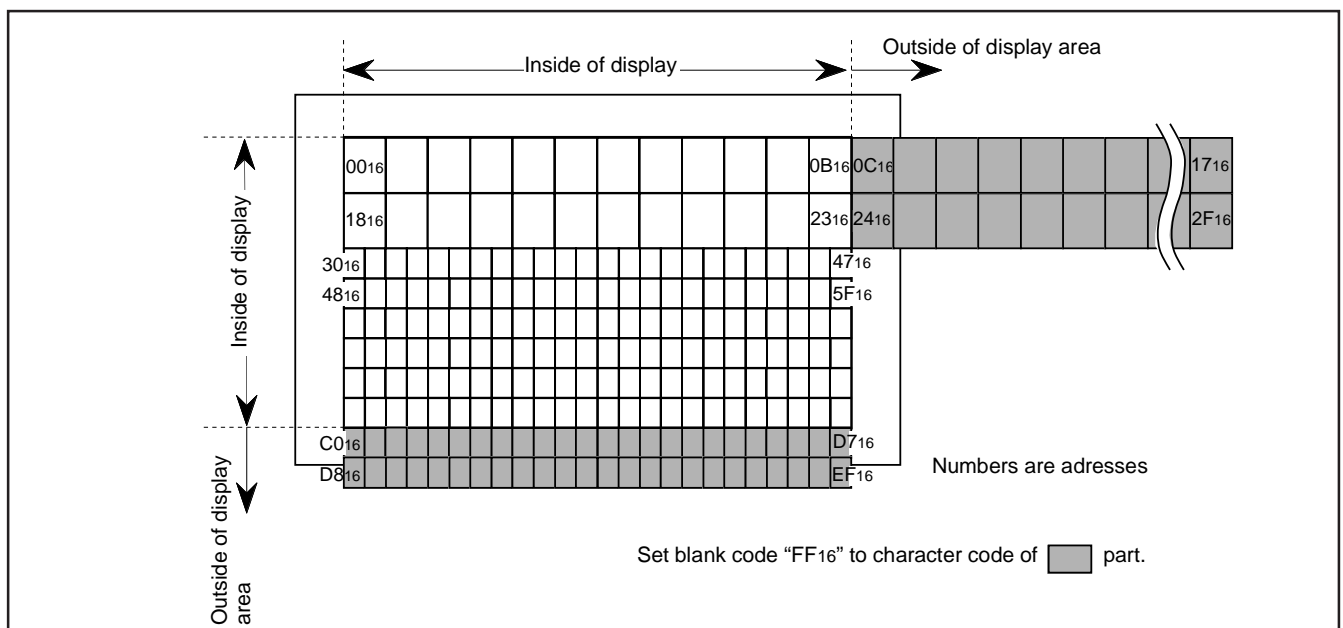 Outside of display area
Inside of display
0016 0B16 0C16 1716
1816 2316 2416 2F16
3016 4716
4816 5F16
Inside of display
C016 D716
D816 EF16
Outside of display
area
Numbers are adresses
Set blank code “FF16” to character code of part.